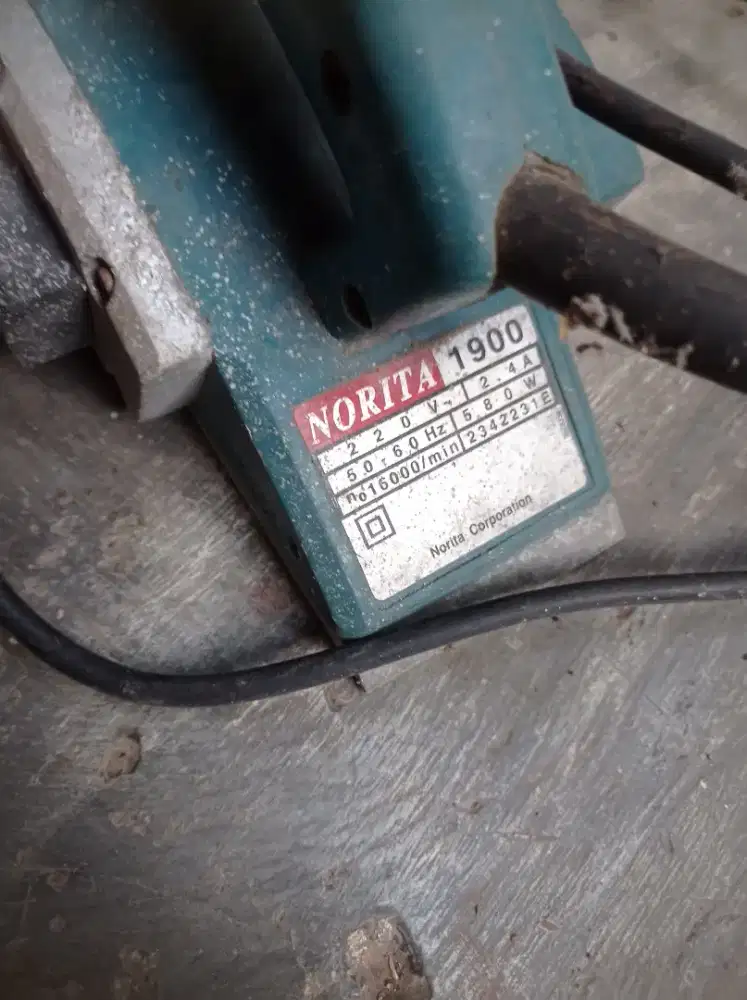 NORITA 1900
220V~ 2.4A
50-60Hz 580W
n₀16000/min 2342231E
Norita Corporation